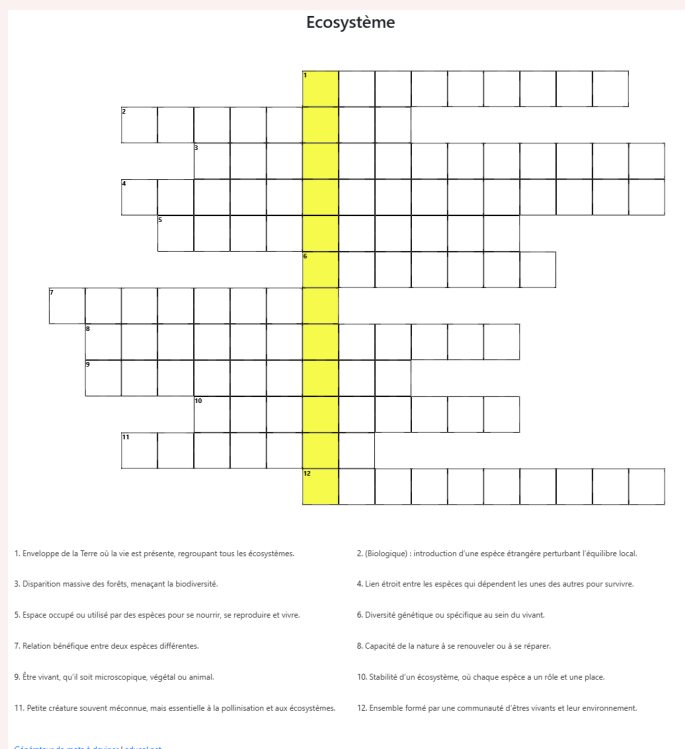 Ecosystème
1
2
3
4
5
6
7
8
9
10
11
12
1. Enveloppe de la Terre où la vie est présente, regroupant tous les écosystèmes.
2. (Biologique) : introduction d'une espèce étrangère perturbant l'équilibre local.
3. Disparition massive des forêts, menaçant la biodiversité.
4. Lien étroit entre les espèces qui dépendent les unes des autres pour survivre.
5. Espace occupé ou utilisé par des espèces pour se nourrir, se reproduire et vivre.
6. Diversité génétique ou spécifique au sein du vivant.
7. Relation bénéfique entre deux espèces différentes.
8. Capacité de la nature à se renouveler ou à se réparer.
9. Être vivant, qu'il soit microscopique, végétal ou animal.
10. Stabilité d'un écosystème, où chaque espèce a un rôle et une place.
11. Petite créature souvent méconnue, mais essentielle à la pollinisation et aux écosystèmes.
12. Ensemble formé par une communauté d'êtres vivants et leur environnement.